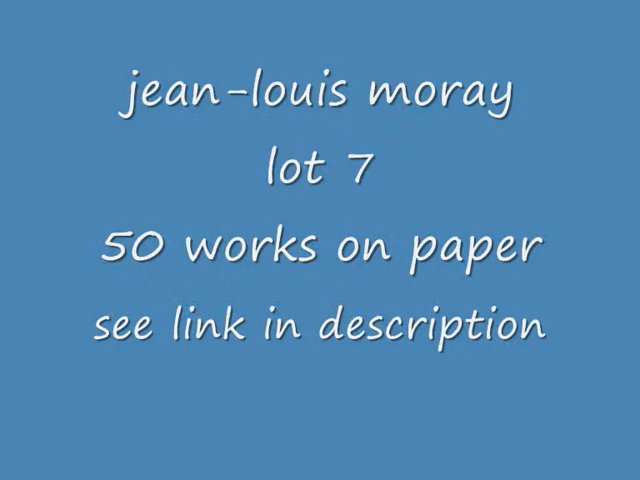 jean-louis moray
lot 7
50 works on paper
see link in description